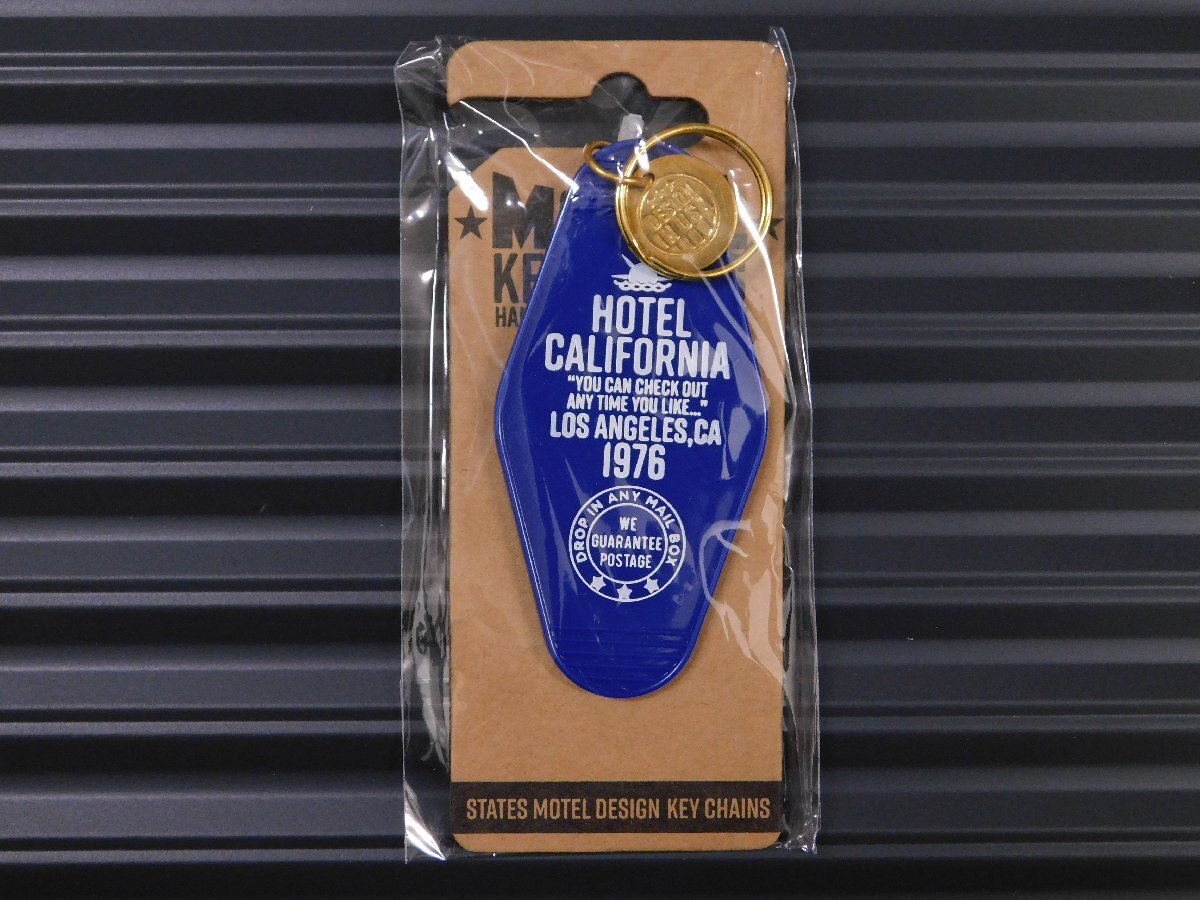 HOTEL
CALIFORNIA
“YOU CAN CHECK OUT
ANY TIME YOU LIKE...”
LOS ANGELES,CA
1976
DROP IN ANY MAIL BOX
WE
GUARANTEE
POSTAGE
STATES MOTEL DESIGN KEY CHAINS